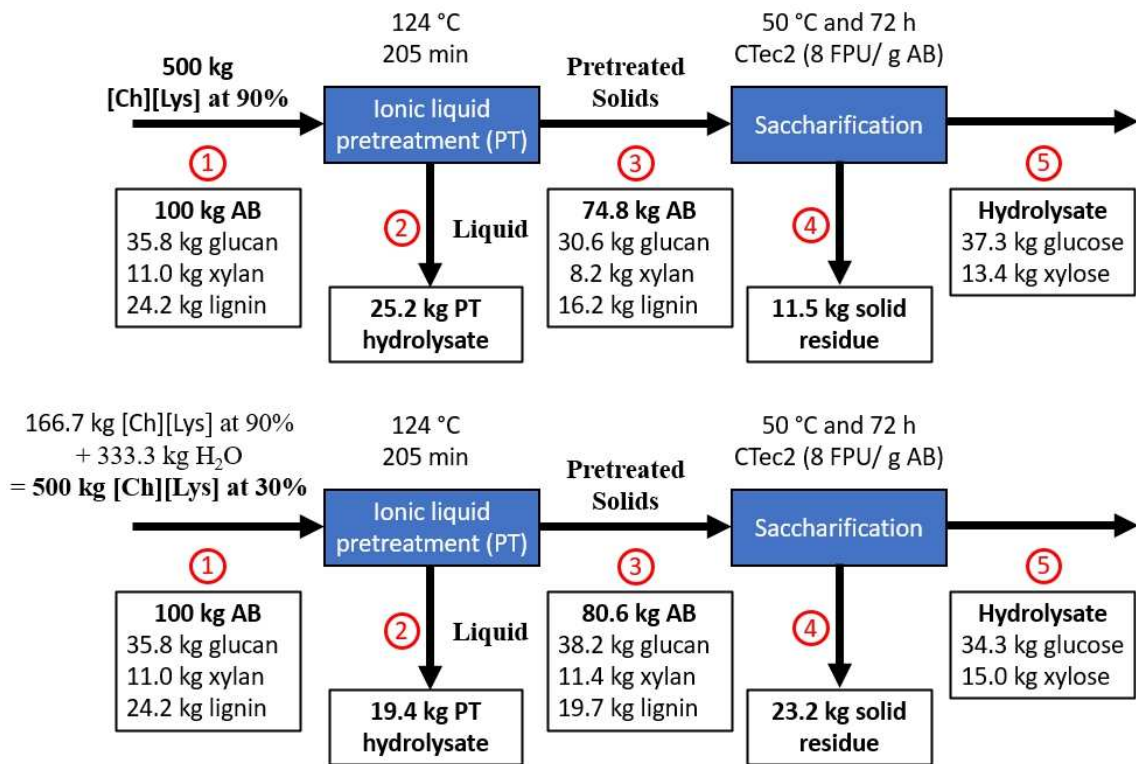 500 kg
[Ch][Lys] at 90%
124 °C
205 min
Ionic liquid
pretreatment (PT)
Pretreated
Solids
50 °C and 72 h
CTec2 (8 FPU/ g AB)
Saccharification
1
100 kg AB
35.8 kg glucan
11.0 kg xylan
24.2 kg lignin
2
Liquid
25.2 kg PT
hydrolysate
3
74.8 kg AB
30.6 kg glucan
8.2 kg xylan
16.2 kg lignin
4
11.5 kg solid
residue
5
Hydrolysate
37.3 kg glucose
13.4 kg xylose
166.7 kg [Ch][Lys] at 90%
+ 333.3 kg H₂O
= 500 kg [Ch][Lys] at 30%
124 °C
205 min
Ionic liquid
pretreatment (PT)
Pretreated
Solids
50 °C and 72 h
CTec2 (8 FPU/ g AB)
Saccharification
1
100 kg AB
35.8 kg glucan
11.0 kg xylan
24.2 kg lignin
2
Liquid
19.4 kg PT
hydrolysate
3
80.6 kg AB
38.2 kg glucan
11.4 kg xylan
19.7 kg lignin
4
23.2 kg solid
residue
5
Hydrolysate
34.3 kg glucose
15.0 kg xylose